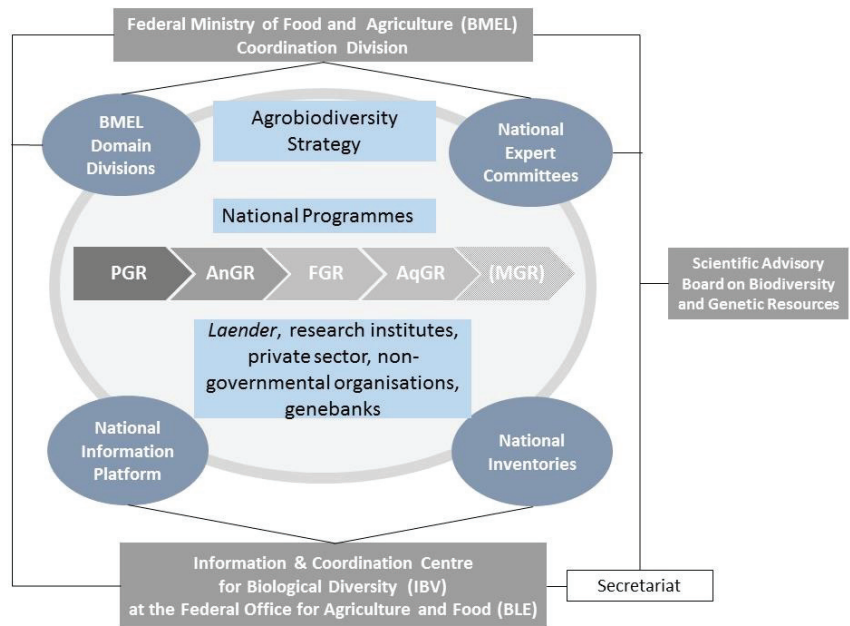 Federal Ministry of Food and Agriculture (BMEL)
Coordination Division
BMEL
Domain
Divisions
Agrobiodiversity
Strategy
National
Expert
Committees
National Programmes
PGR
AnGR
FGR
AqGR
(MGR)
Scientific Advisory
Board on Biodiversity
and Genetic Resources
Laender, research institutes,
private sector, non-
governmental organisations,
genebanks
National
Information
Platform
National
Inventories
Information & Coordination Centre
for Biological Diversity (IBV)
at the Federal Office for Agriculture and Food (BLE)
Secretariat